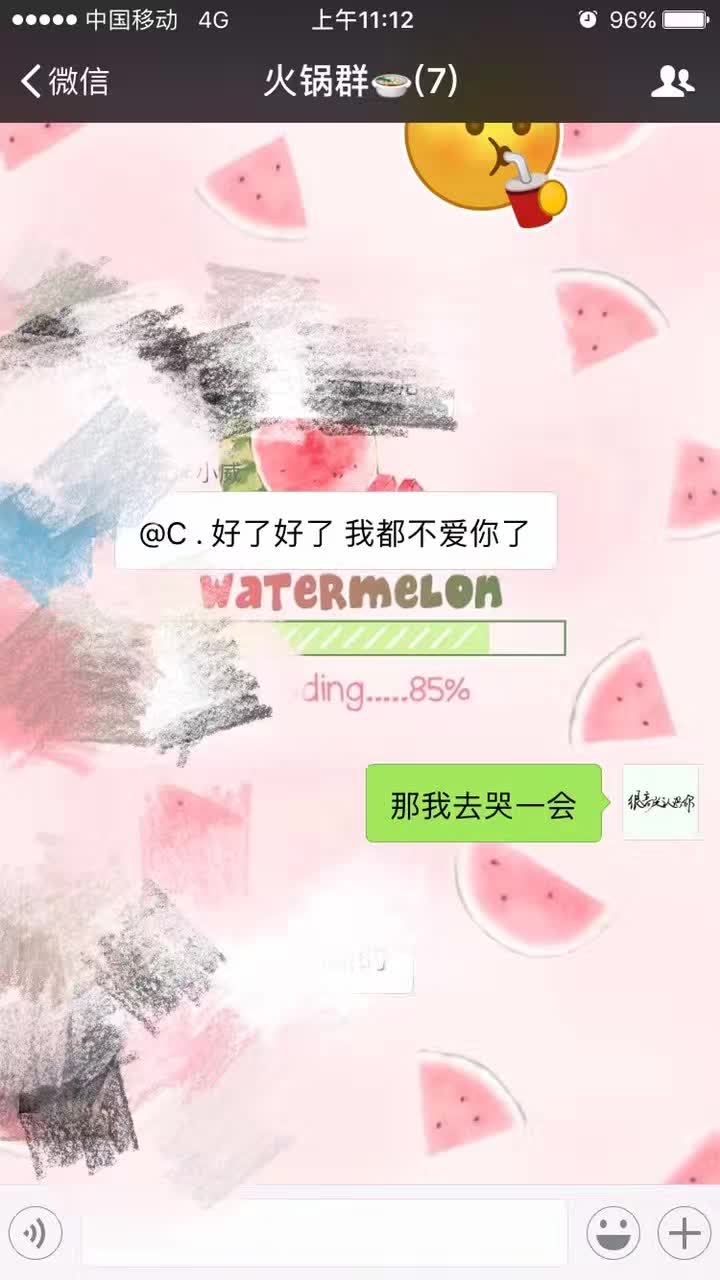 中国移动 4G 上午11:12 96%
微信 火锅群(7)
小威
@C . 好了好了 我都不爱你了
WATERMELON
ding.....85%
那我去哭一会